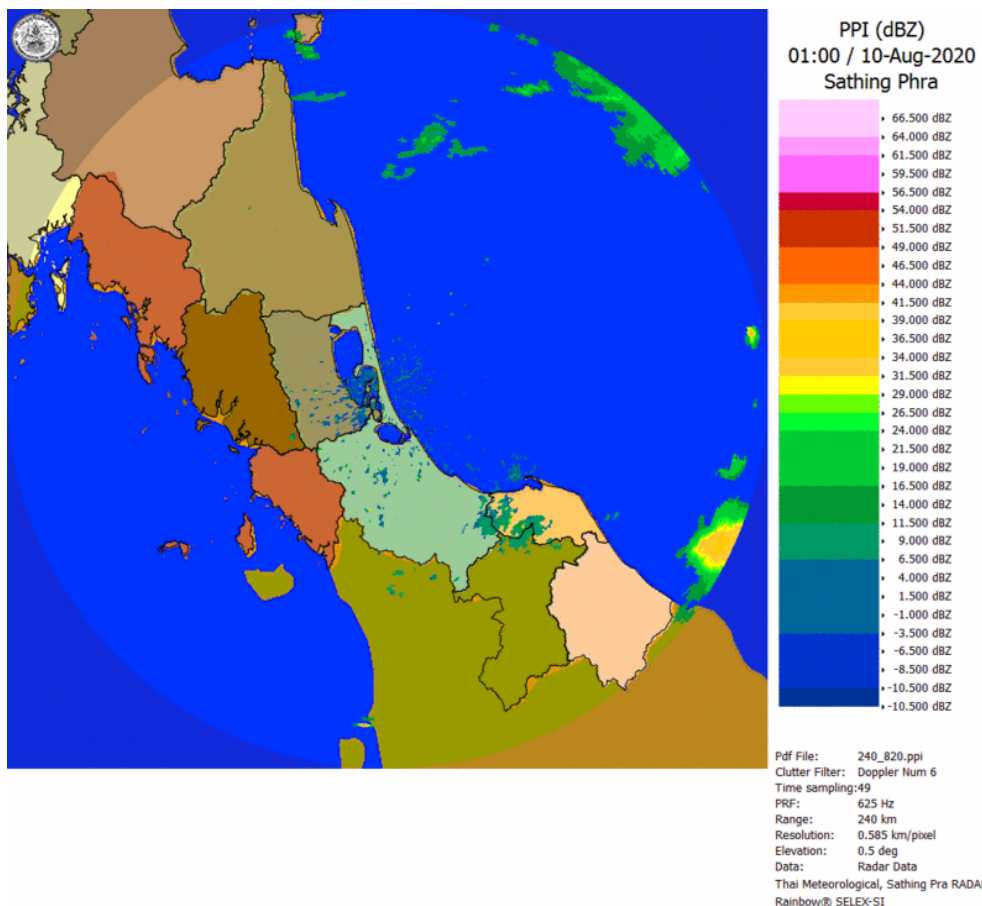 PPI (dBZ)
01:00 / 10-Aug-2020
Sathing Phra
66.500 dBZ
64.000 dBZ
61.500 dBZ
59.500 dBZ
56.500 dBZ
54.000 dBZ
51.500 dBZ
49.000 dBZ
46.500 dBZ
44.000 dBZ
41.500 dBZ
39.000 dBZ
36.500 dBZ
34.000 dBZ
31.500 dBZ
29.000 dBZ
26.500 dBZ
24.000 dBZ
21.500 dBZ
19.000 dBZ
16.500 dBZ
14.000 dBZ
11.500 dBZ
9.000 dBZ
6.500 dBZ
4.000 dBZ
1.500 dBZ
-1.000 dBZ
-3.500 dBZ
-6.500 dBZ
-8.500 dBZ
-10.500 dBZ
-10.500 dBZ
Pdf File: 240_820.ppi
Clutter Filter: Doppler Num 6
Time sampling:49
PRF: 625 Hz
Range: 240 km
Resolution: 0.585 km/pixel
Elevation: 0.5 deg
Data: Radar Data
Thai Meteorological, Sathing Pra RADA
Rainbow® SELEX-SI